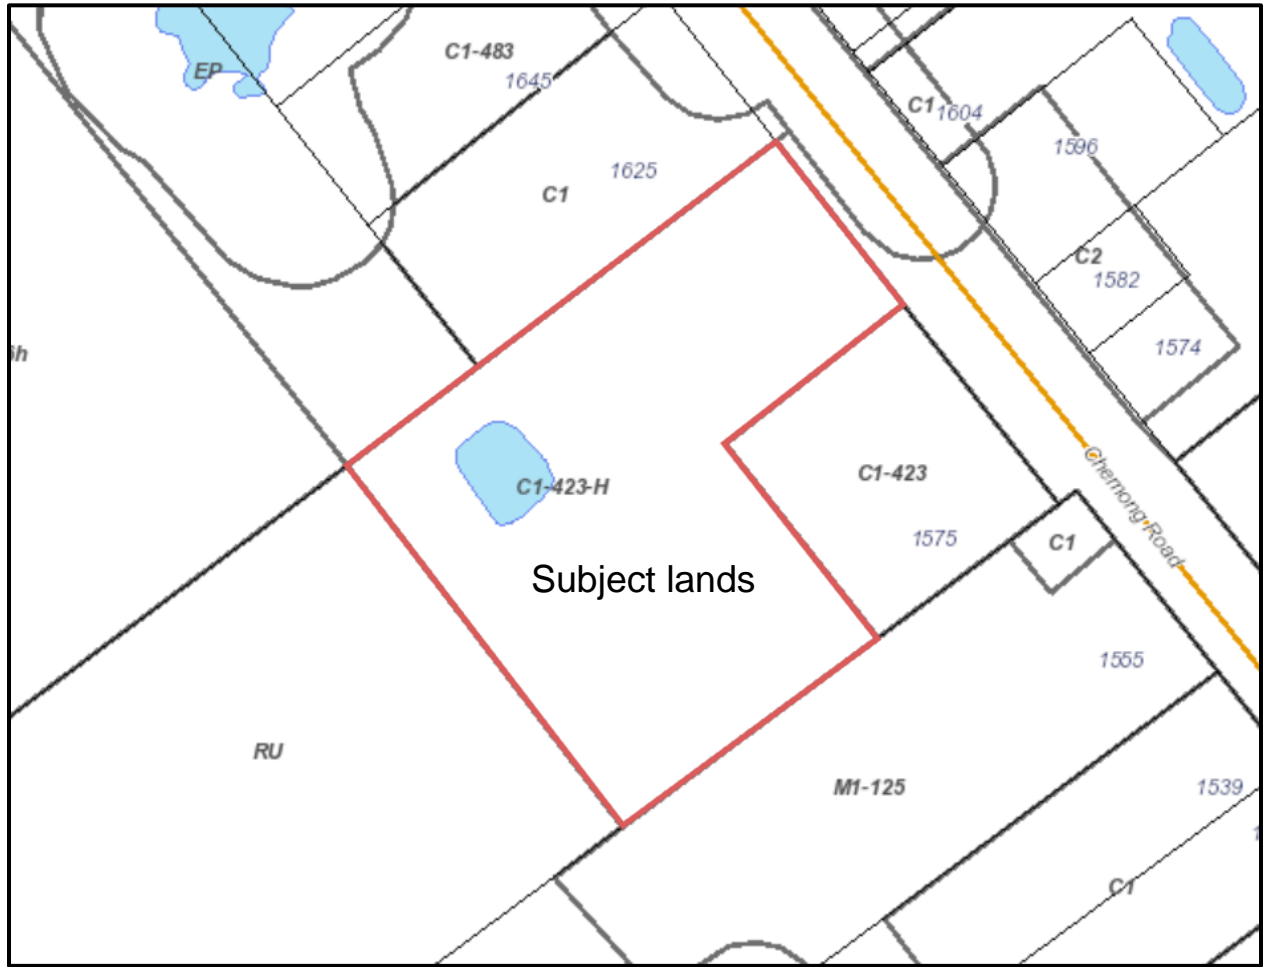 C1-483
EP
1645
C1
1604
1596
1625
C1
C2
1582
1574
C1-423
C1-423-H
1575
C1
Chemong Road
Subject lands
1555
RU
M1-125
1539
C1